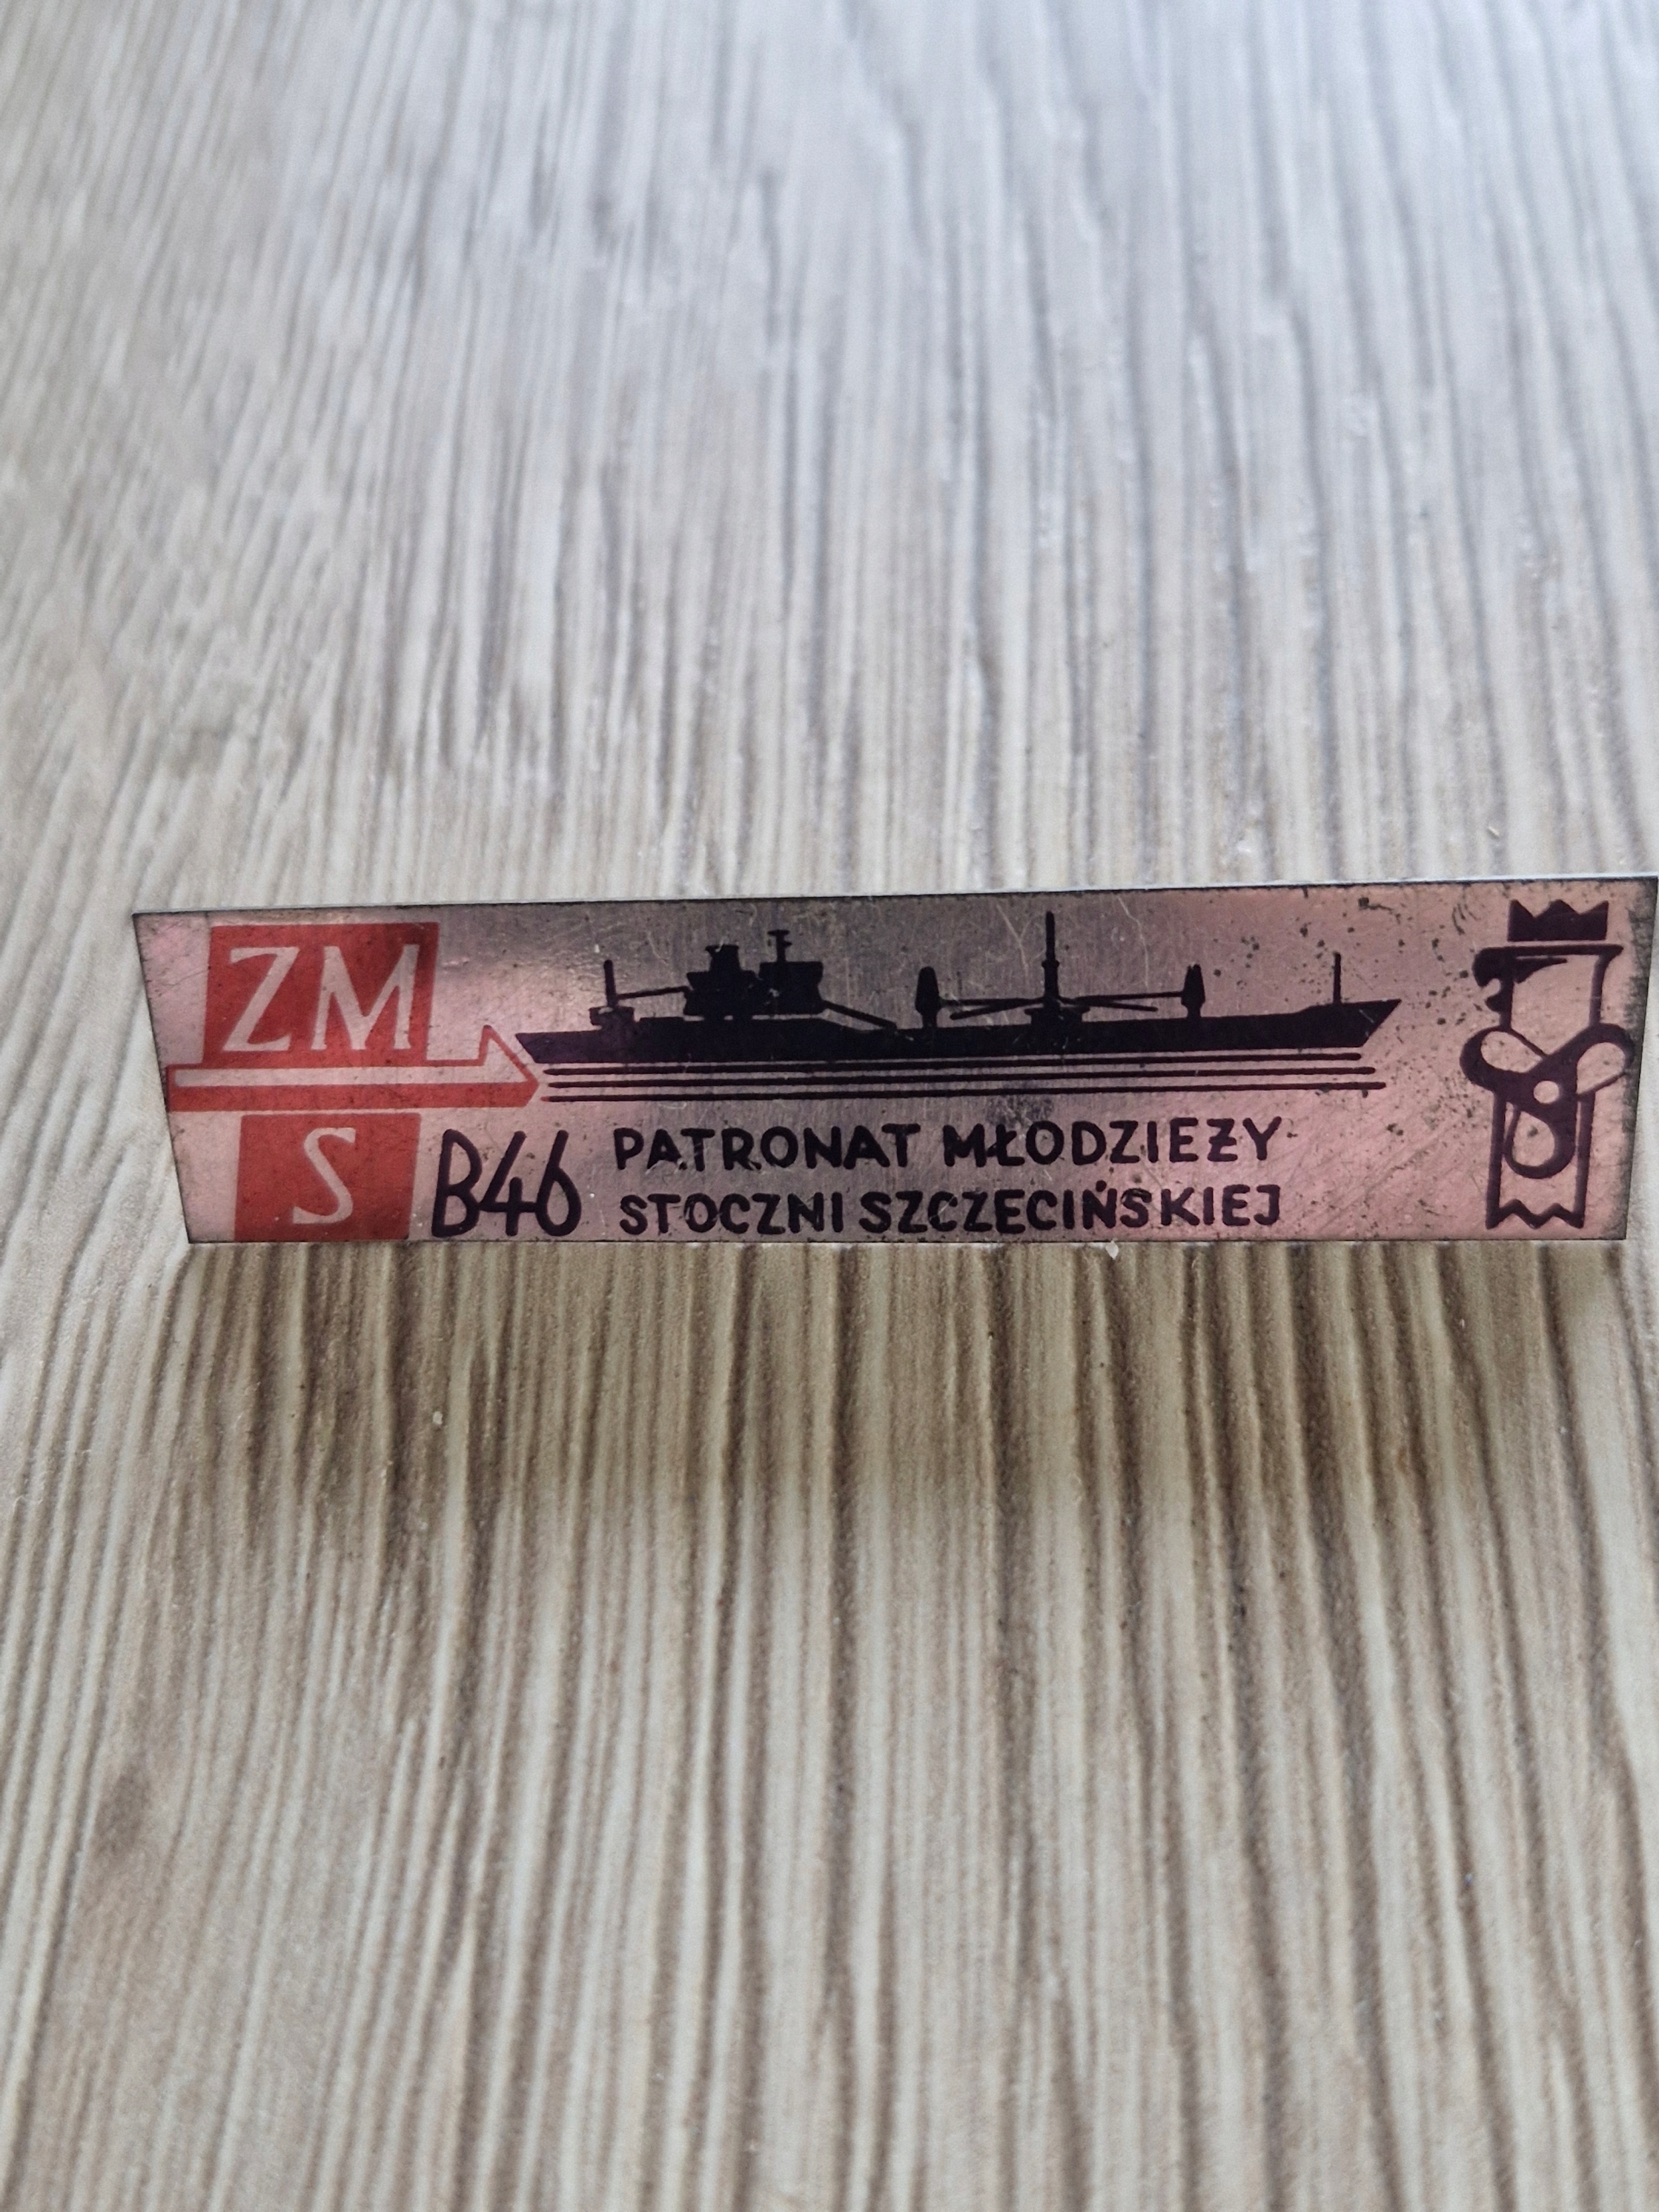 ZM
S
B46
PATRONAT MŁODZIEŻY
STOCZNI SZCZECIŃSKIEJ